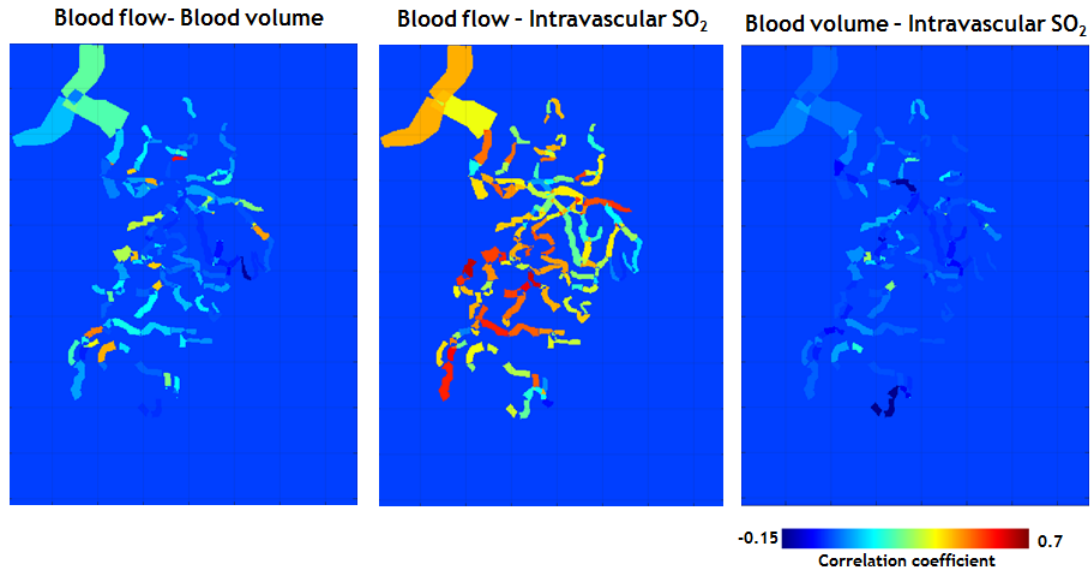 Blood flow- Blood volume
Blood flow – Intravascular SO₂
Blood volume – Intravascular SO₂
-0.15 0.7
Correlation coefficient